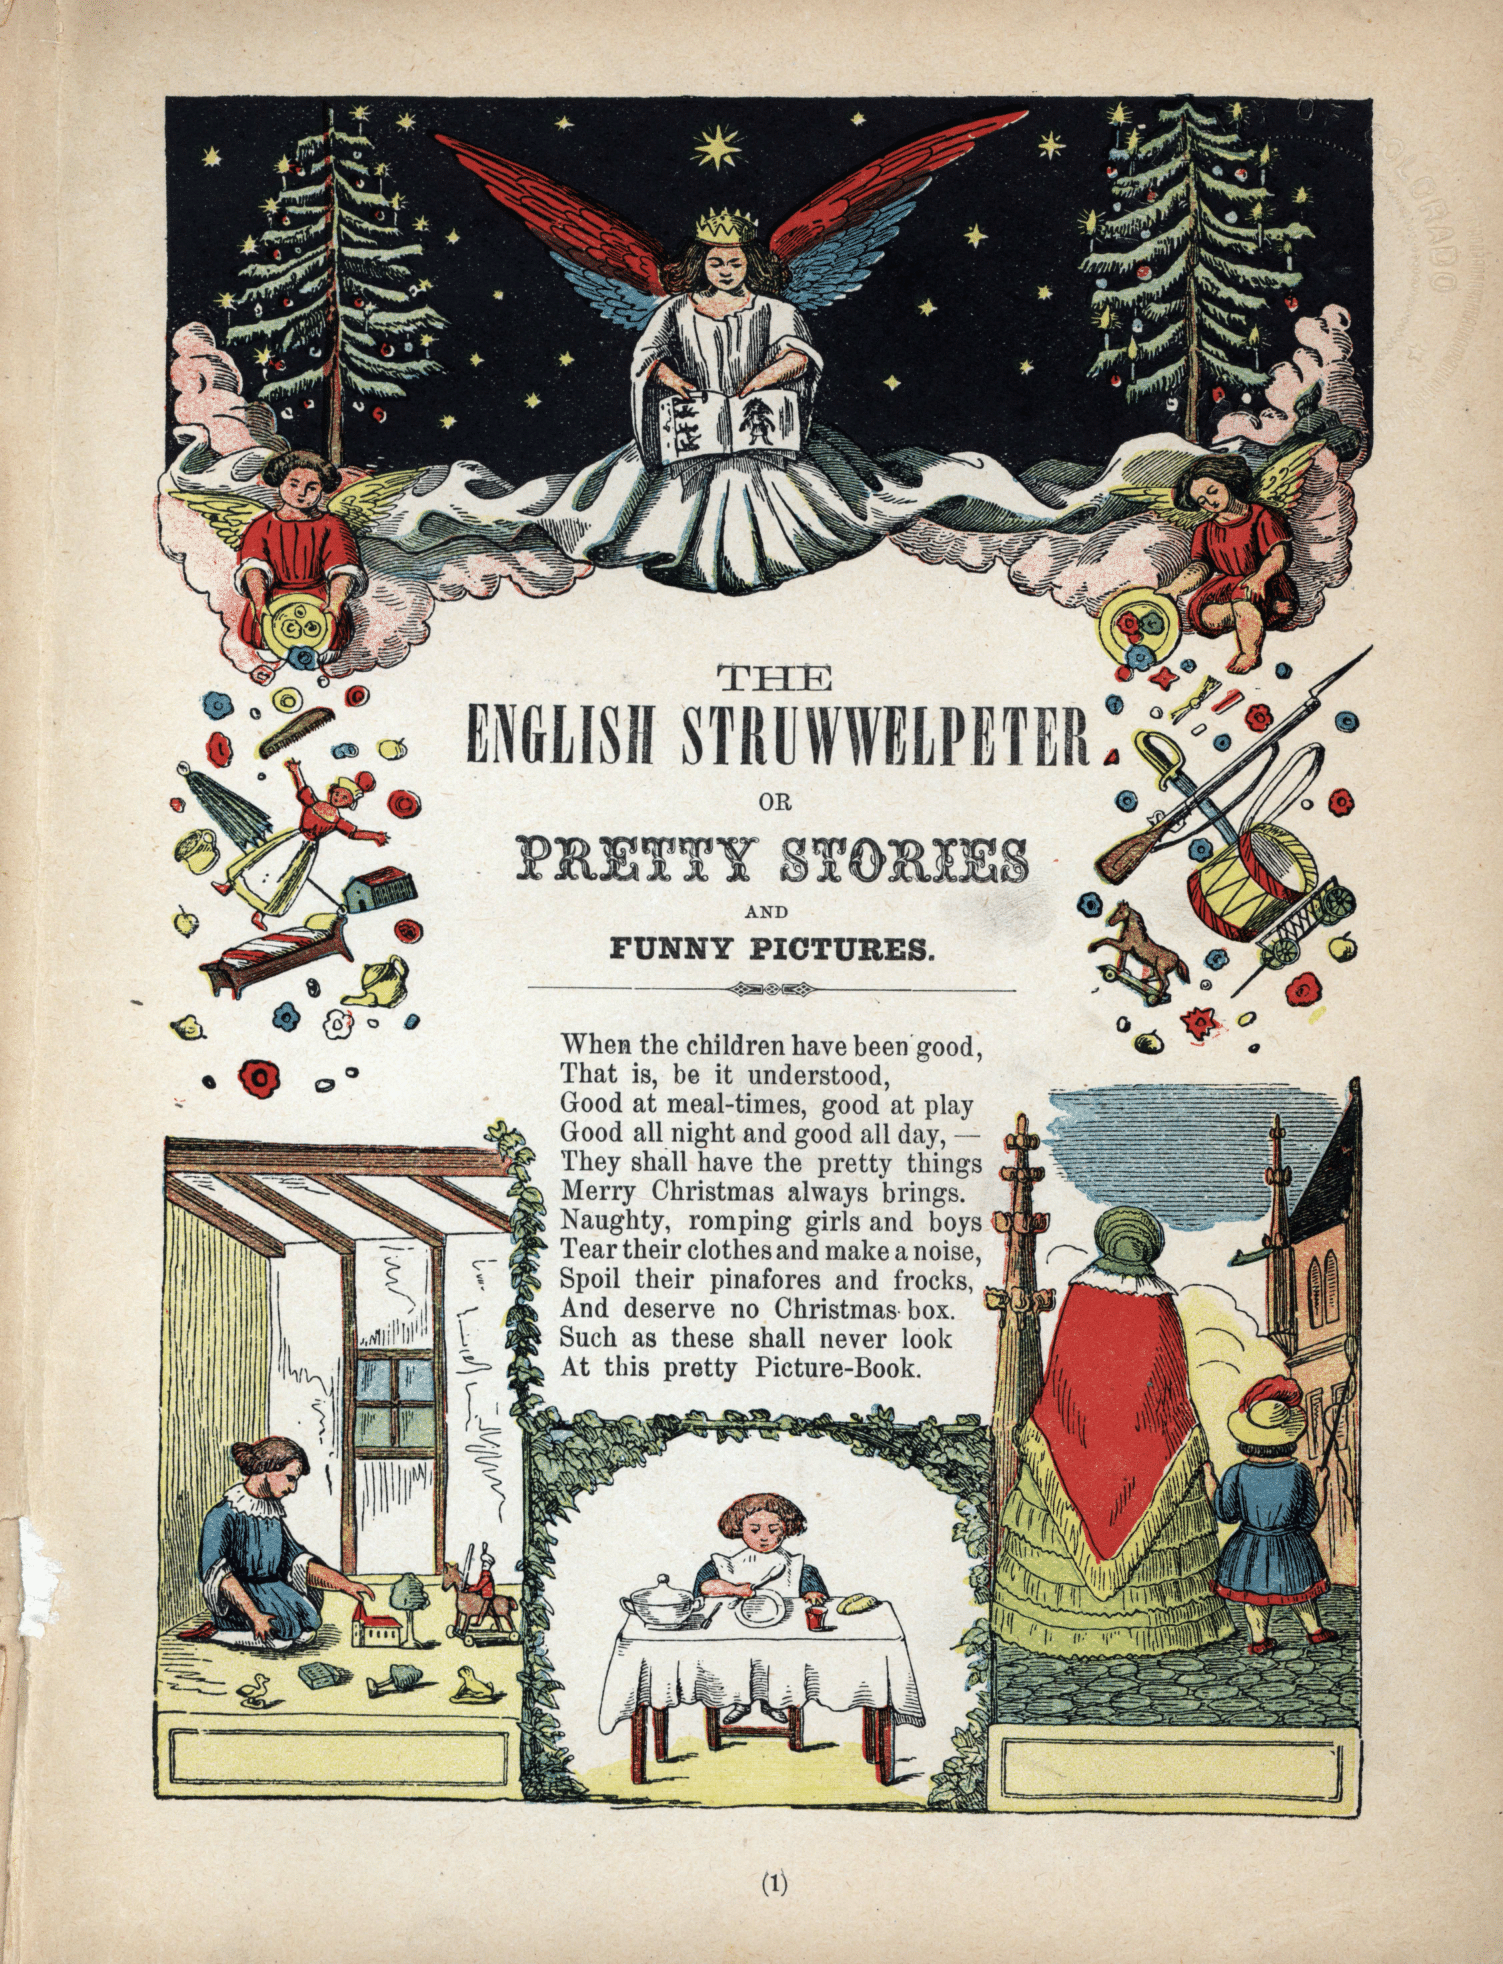 THE
ENGLISH STRUWWELPETER
OR
PRETTY STORIES
AND
FUNNY PICTURES.
When the children have been good,
That is, be it understood,
Good at meal-times, good at play
Good all night and good all day, —
They shall have the pretty things
Merry Christmas always brings.
Naughty, romping girls and boys
Tear their clothes and make a noise,
Spoil their pinafores and frocks,
And deserve no Christmas box.
Such as these shall never look
At this pretty Picture-Book.
(1)